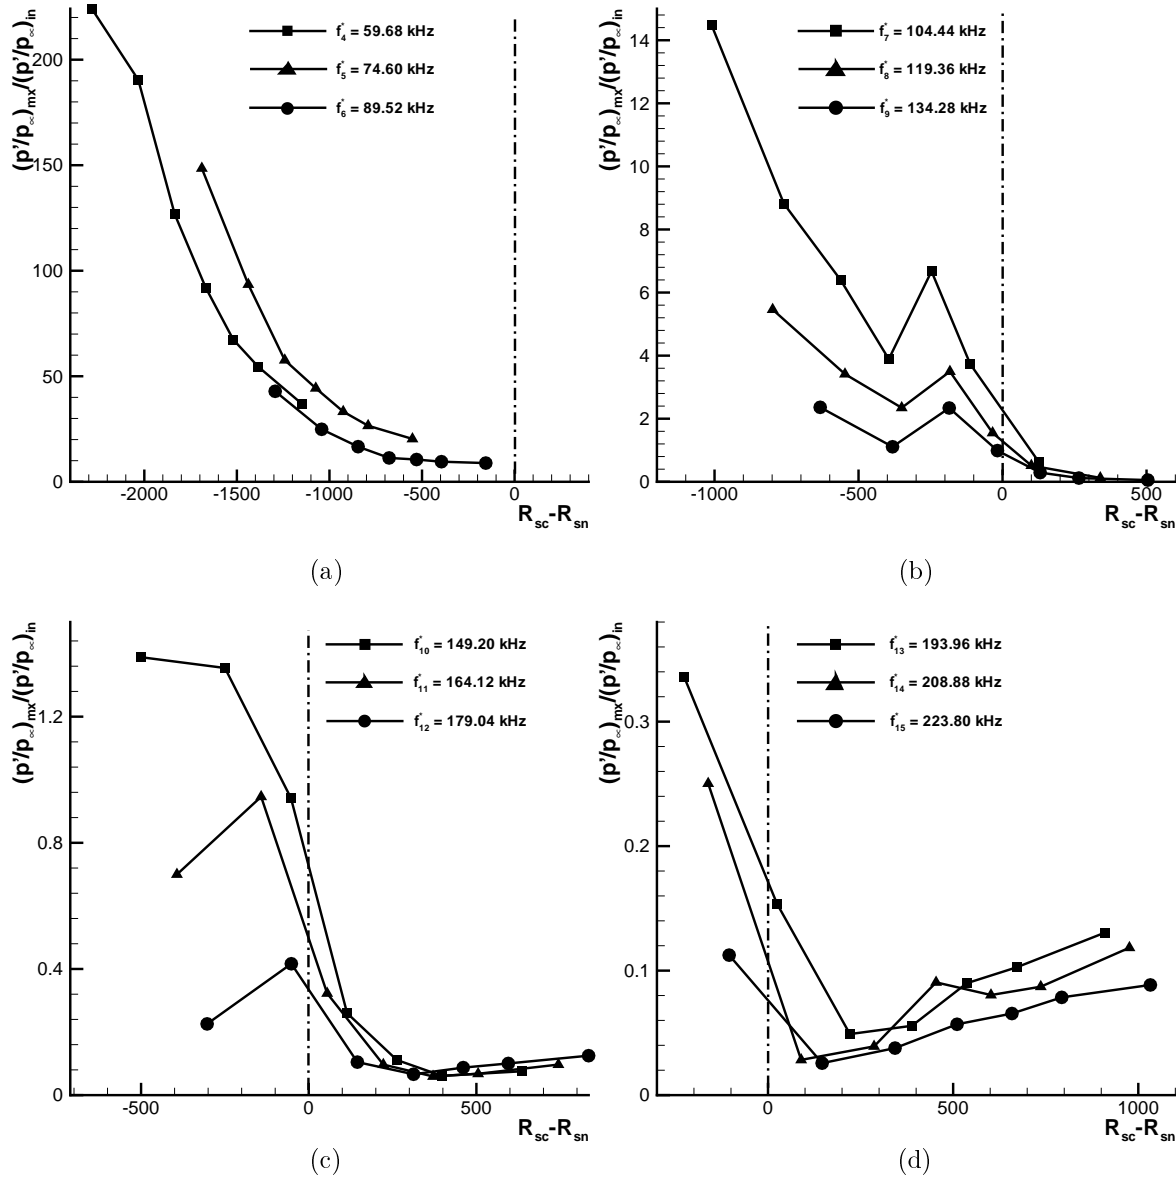 (p'/p∝)mx/(p'/p∝)in
200
150
100
50
0
-2000 -1500 -1000 -500 0
Rsc-Rsn
f*4 = 59.68 kHz
f*5 = 74.60 kHz
f*6 = 89.52 kHz
(a)
(p'/p∝)mx/(p'/p∝)in
14
12
10
8
6
4
2
0
-1000 -500 0 500
Rsc-Rsn
f*7 = 104.44 kHz
f*8 = 119.36 kHz
f*9 = 134.28 kHz
(b)
(p'/p∝)mx/(p'/p∝)in
1.2
0.8
0.4
0
-500 0 500
Rsc-Rsn
f*10 = 149.20 kHz
f*11 = 164.12 kHz
f*12 = 179.04 kHz
(c)
(p'/p∝)mx/(p'/p∝)in
0.3
0.2
0.1
0
0 500 1000
Rsc-Rsn
f*13 = 193.96 kHz
f*14 = 208.88 kHz
f*15 = 223.80 kHz
(d)